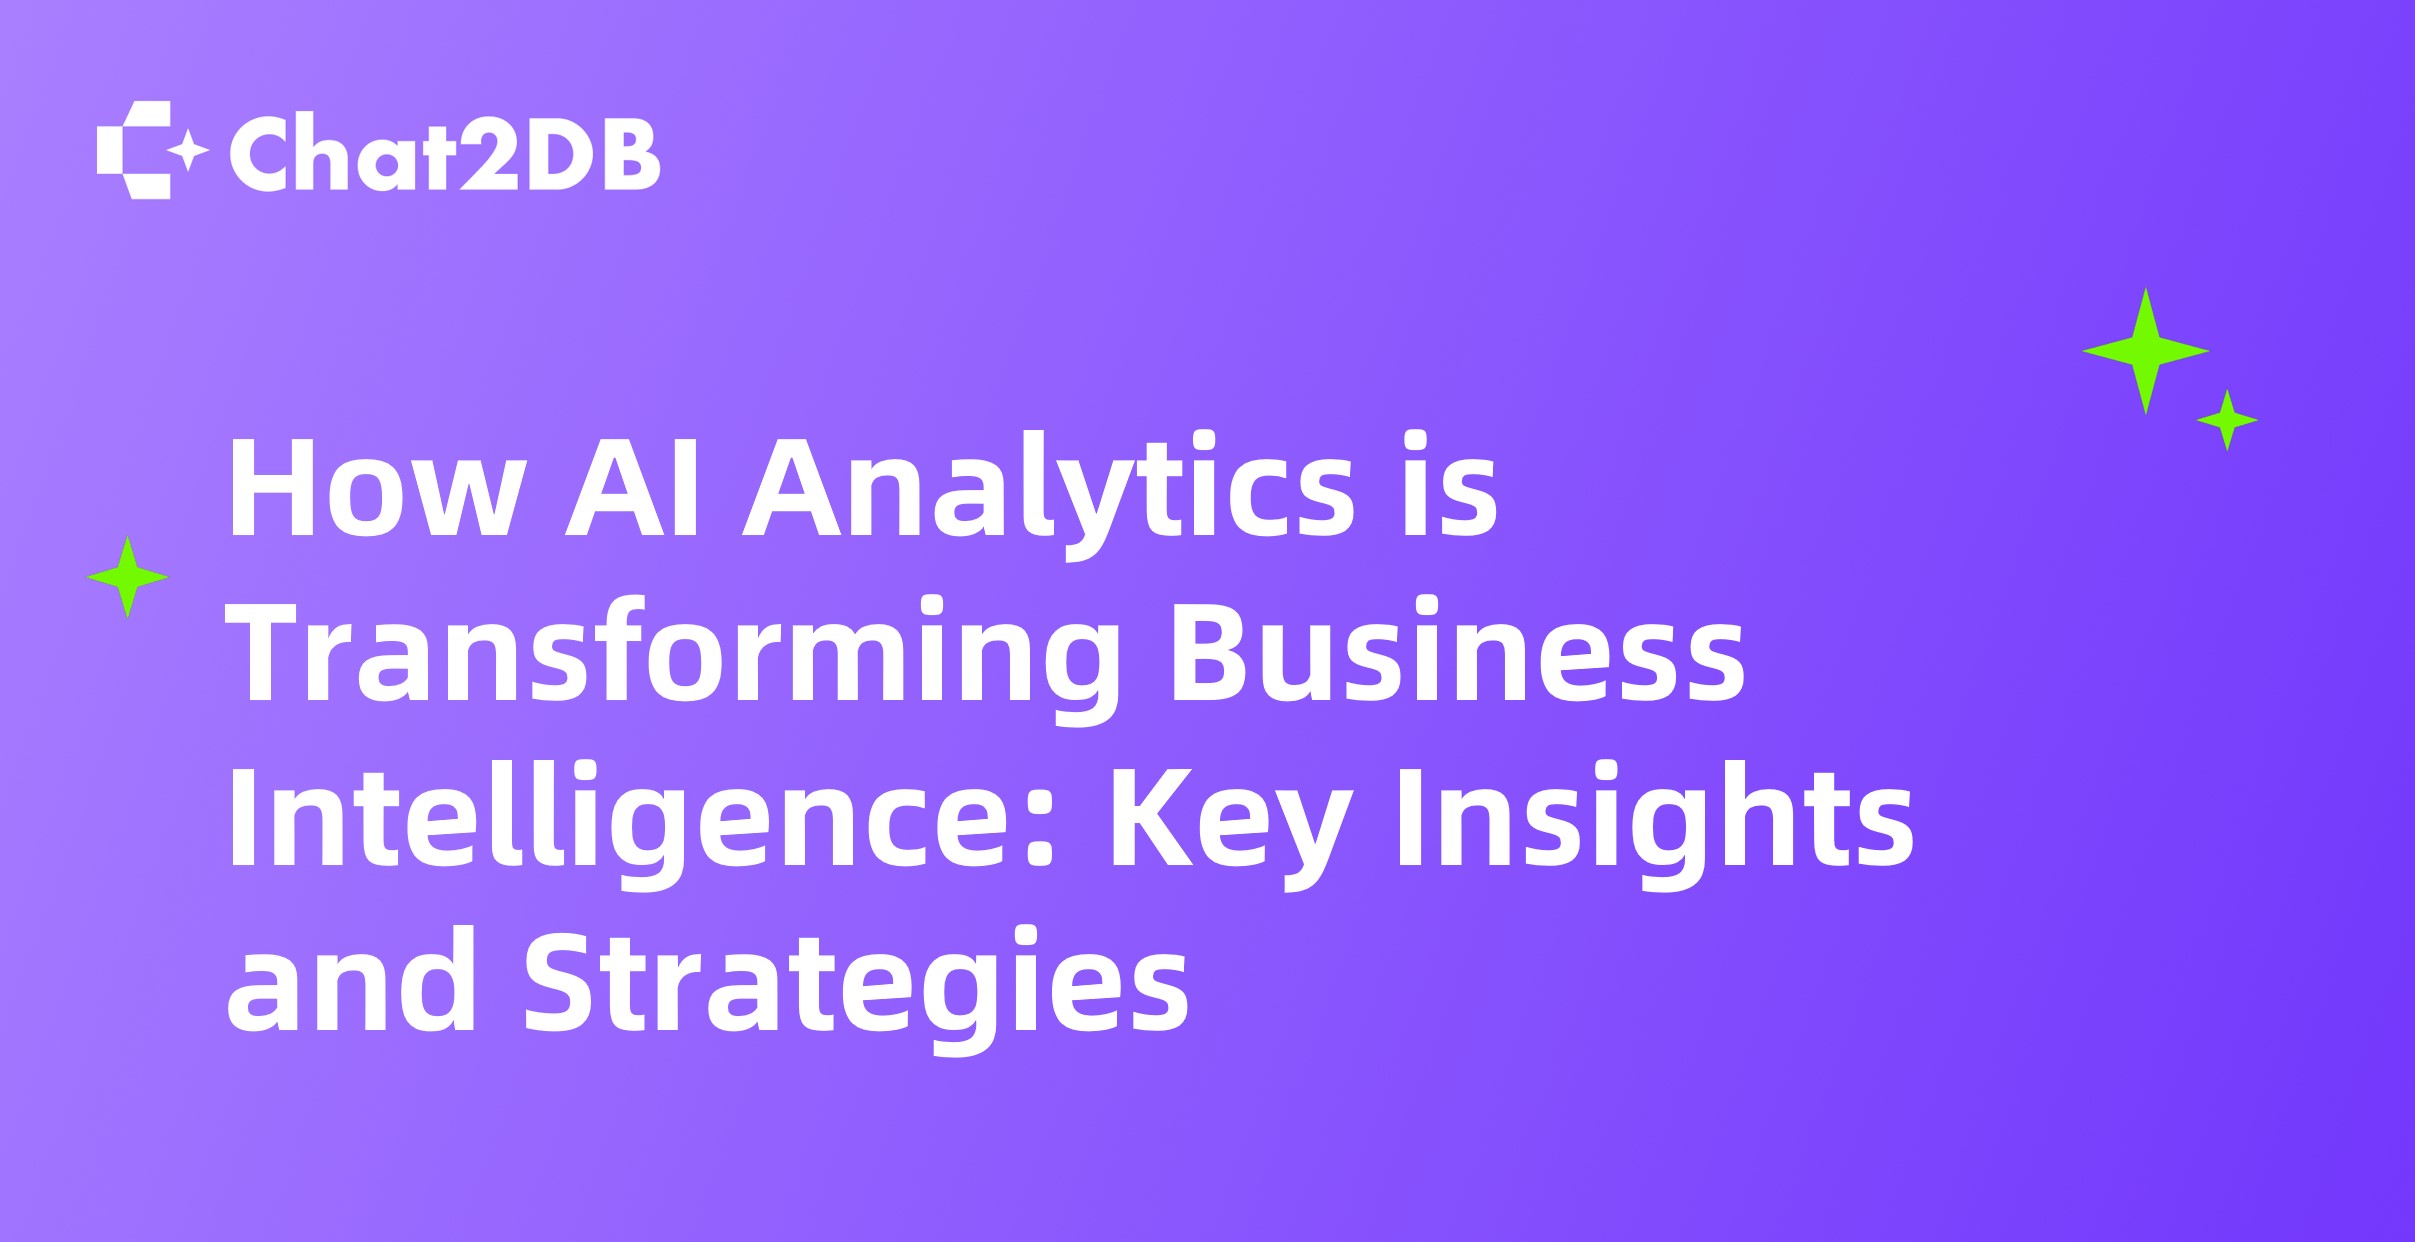 Chat2DB
How AI Analytics is
Transforming Business
Intelligence: Key Insights
and Strategies